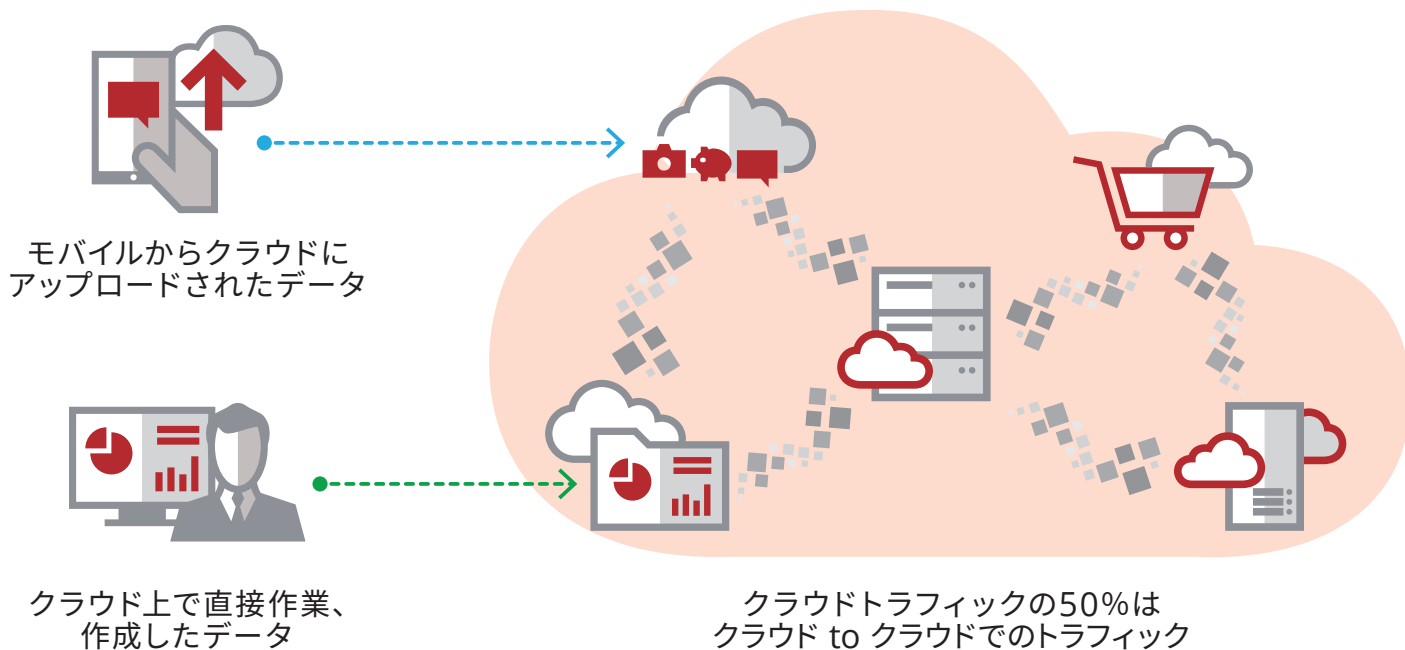 モバイルからクラウドに
アップロードされたデータ
クラウド上で直接作業、
作成したデータ
クラウドトラフィックの50%は
クラウド to クラウドでのトラフィック